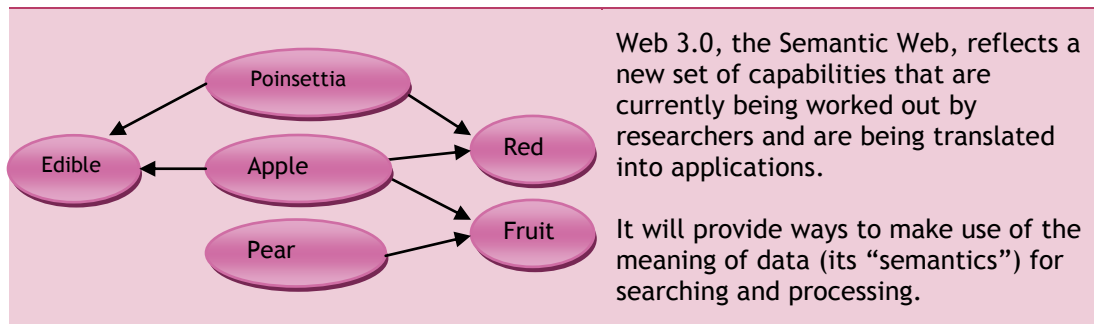 Poinsettia
Edible
Apple
Red
Pear
Fruit
Web 3.0, the Semantic Web, reflects a
new set of capabilities that are
currently being worked out by
researchers and are being translated
into applications.
It will provide ways to make use of the
meaning of data (its “semantics”) for
searching and processing.